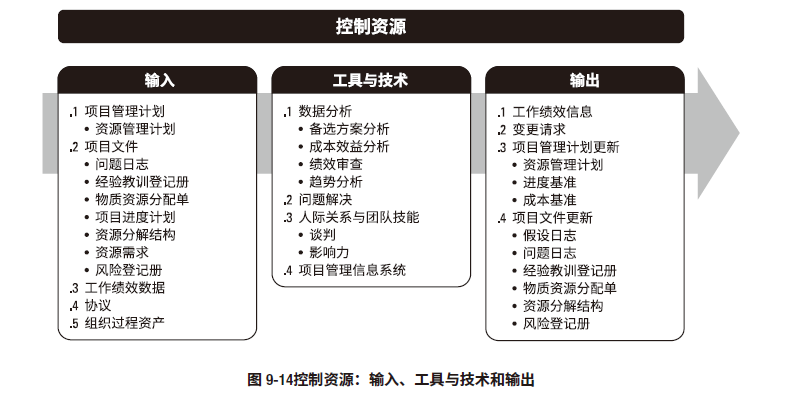 控制资源
输入
.1 项目管理计划
• 资源管理计划
.2 项目文件
• 问题日志
• 经验教训登记册
• 物质资源分配单
• 项目进度计划
• 资源分解结构
• 资源需求
• 风险登记册
.3 工作绩效数据
.4 协议
.5 组织过程资产
工具与技术
.1 数据分析
• 备选方案分析
• 成本效益分析
• 绩效审查
• 趋势分析
.2 问题解决
.3 人际关系与团队技能
• 谈判
• 影响力
.4 项目管理信息系统
输出
.1 工作绩效信息
.2 变更请求
.3 项目管理计划更新
• 资源管理计划
• 进度基准
• 成本基准
.4 项目文件更新
• 假设日志
• 问题日志
• 经验教训登记册
• 物质资源分配单
• 资源分解结构
• 风险登记册
图 9-14控制资源：输入、工具与技术和输出